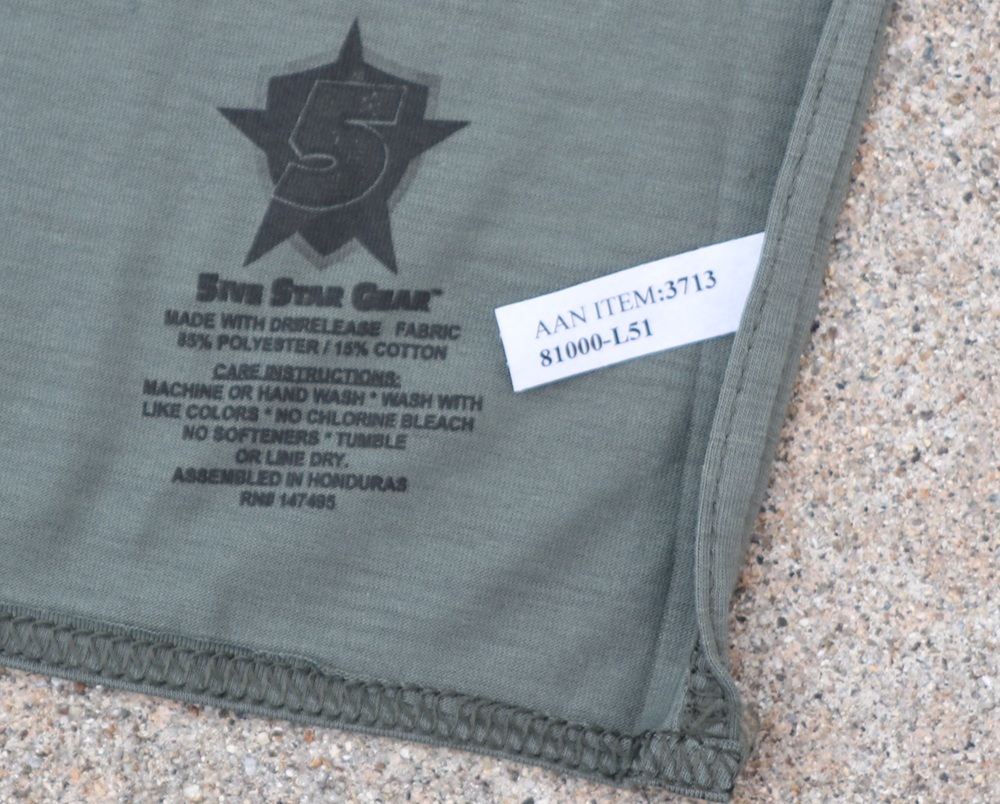 5
5IVE STAR GEAR™
MADE WITH DRIRELEASE FABRIC
85% POLYESTER / 15% COTTON
CARE INSTRUCTIONS:
MACHINE OR HAND WASH * WASH WITH
LIKE COLORS * NO CHLORINE BLEACH
NO SOFTENERS * TUMBLE
OR LINE DRY.
ASSEMBLED IN HONDURAS
RN# 147495
AAN ITEM:3713
81000-L51